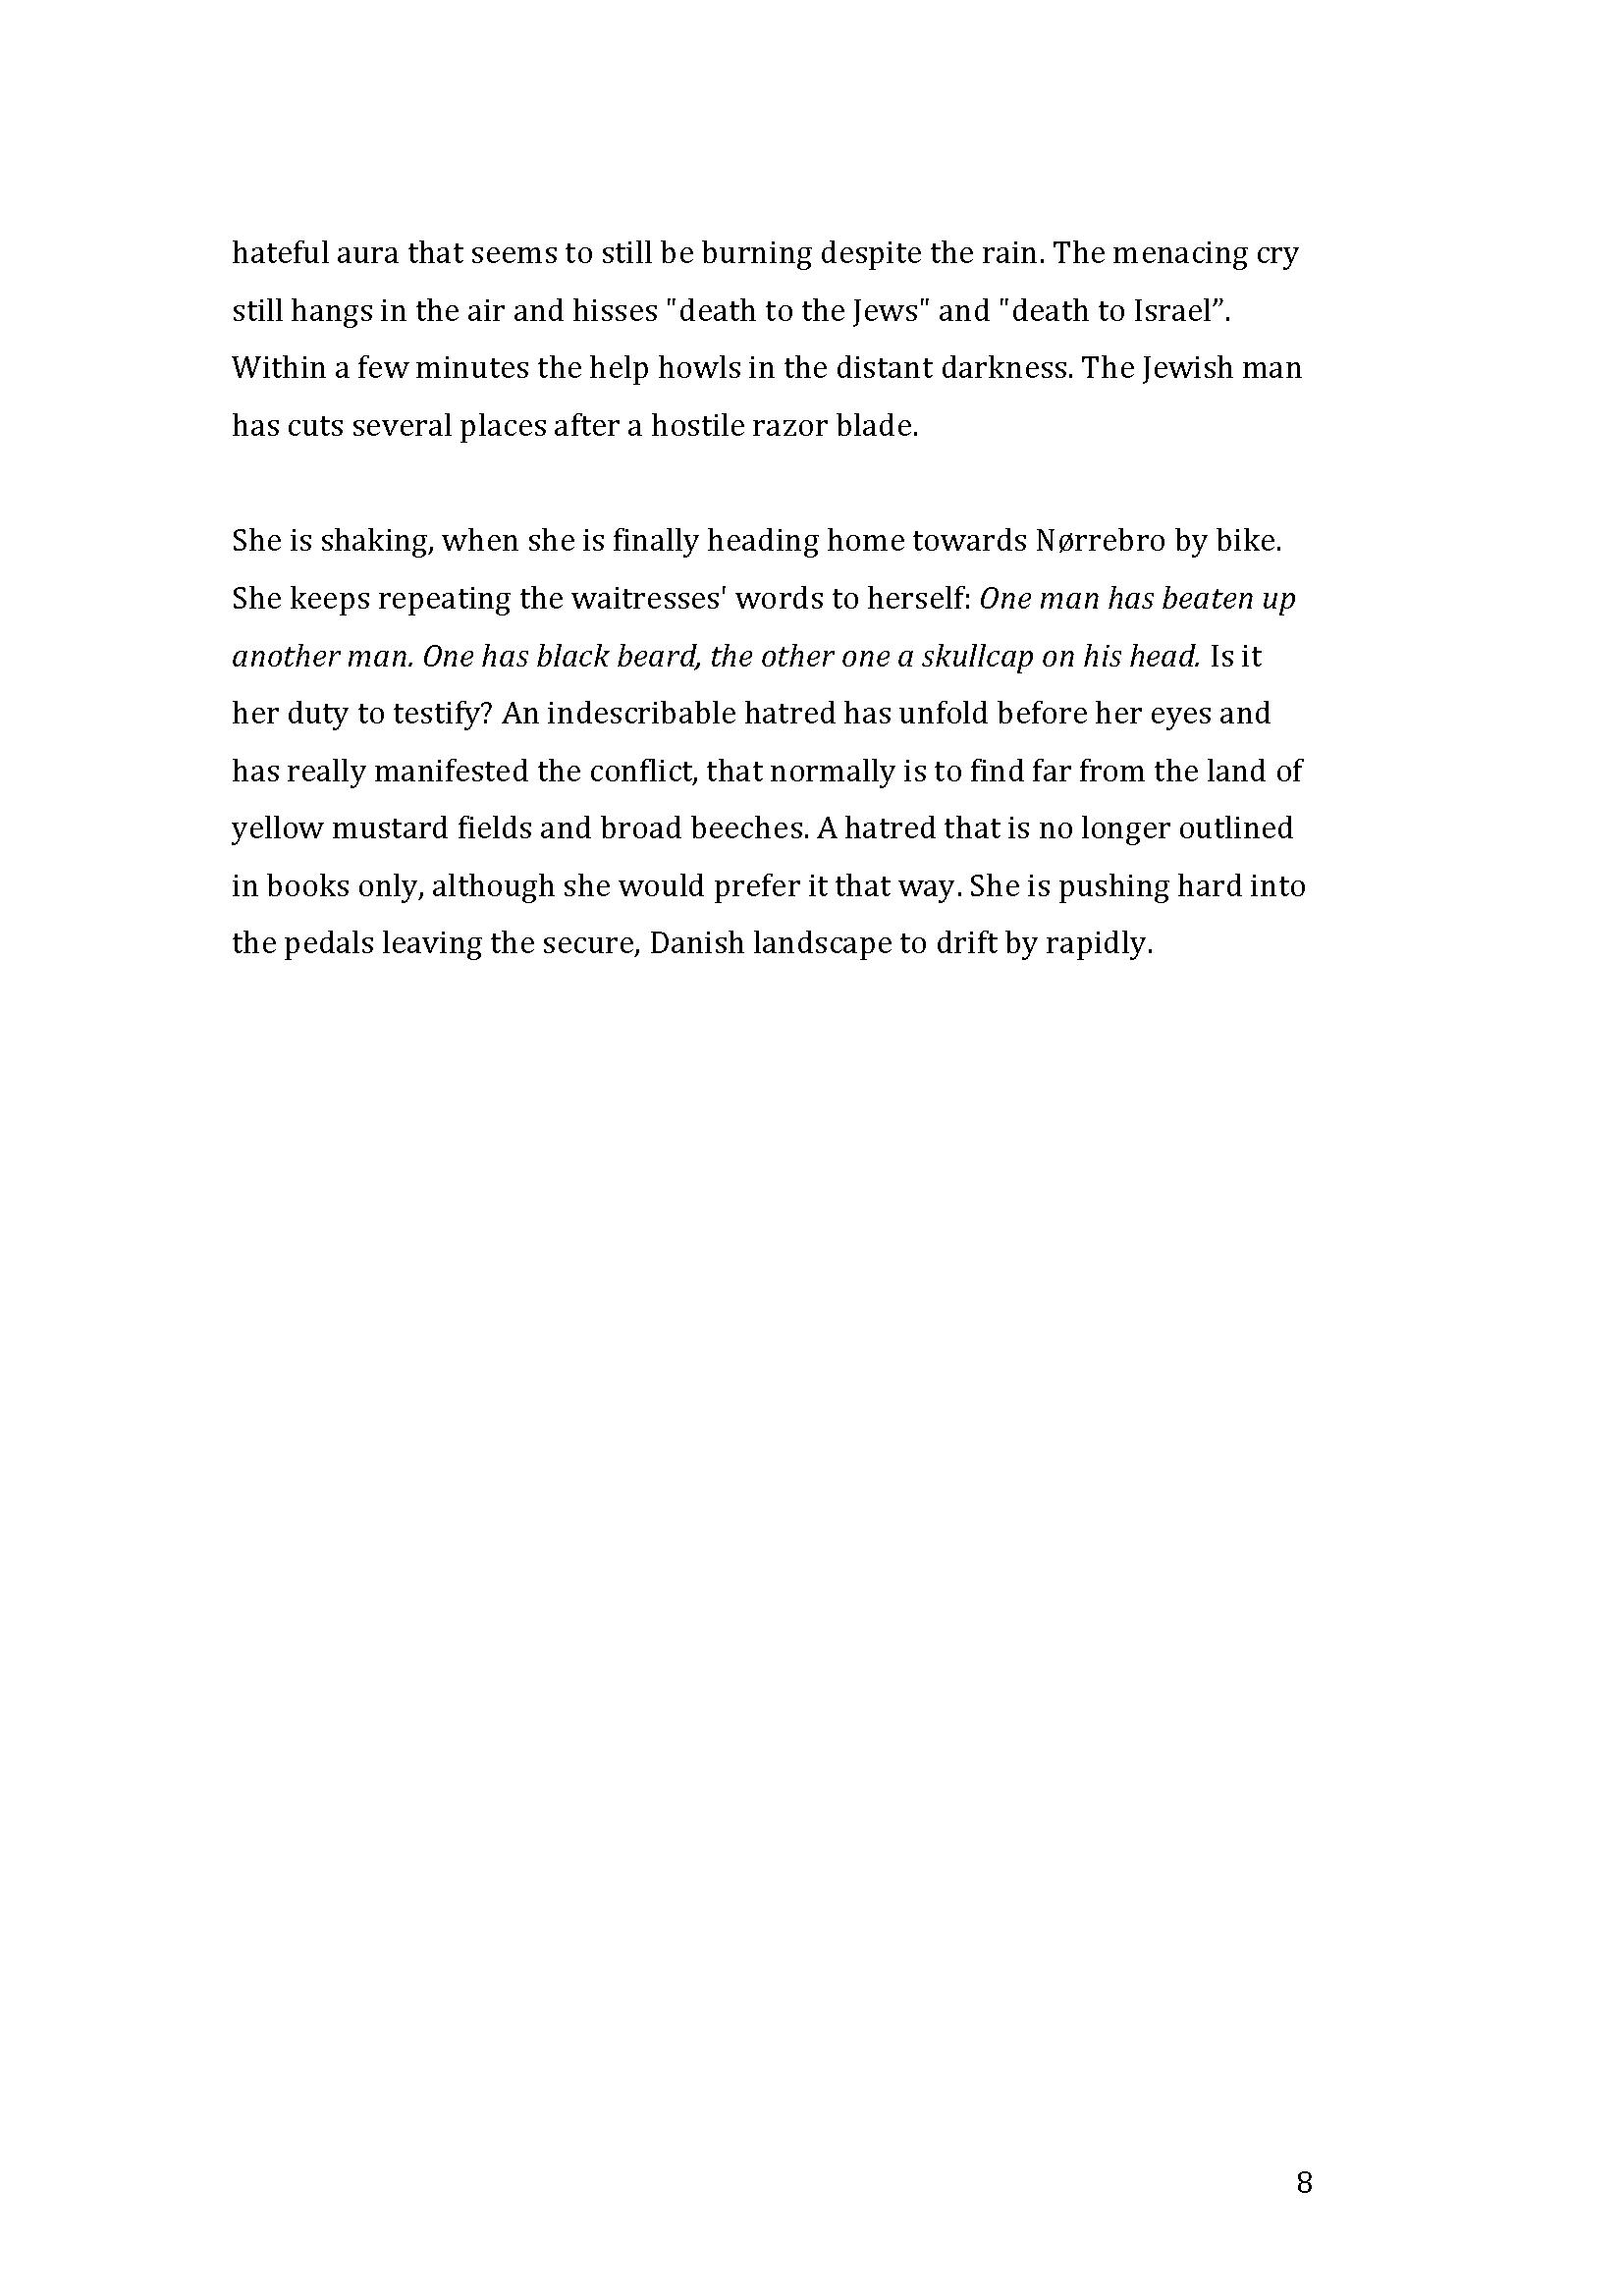 hateful aura that seems to still be burning despite the rain. The menacing cry
still hangs in the air and hisses "death to the Jews" and "death to Israel”.
Within a few minutes the help howls in the distant darkness. The Jewish man
has cuts several places after a hostile razor blade.
She is shaking, when she is finally heading home towards Nørrebro by bike.
She keeps repeating the waitresses' words to herself: One man has beaten up
another man. One has black beard, the other one a skullcap on his head. Is it
her duty to testify? An indescribable hatred has unfold before her eyes and
has really manifested the conflict, that normally is to find far from the land of
yellow mustard fields and broad beeches. A hatred that is no longer outlined
in books only, although she would prefer it that way. She is pushing hard into
the pedals leaving the secure, Danish landscape to drift by rapidly.
8